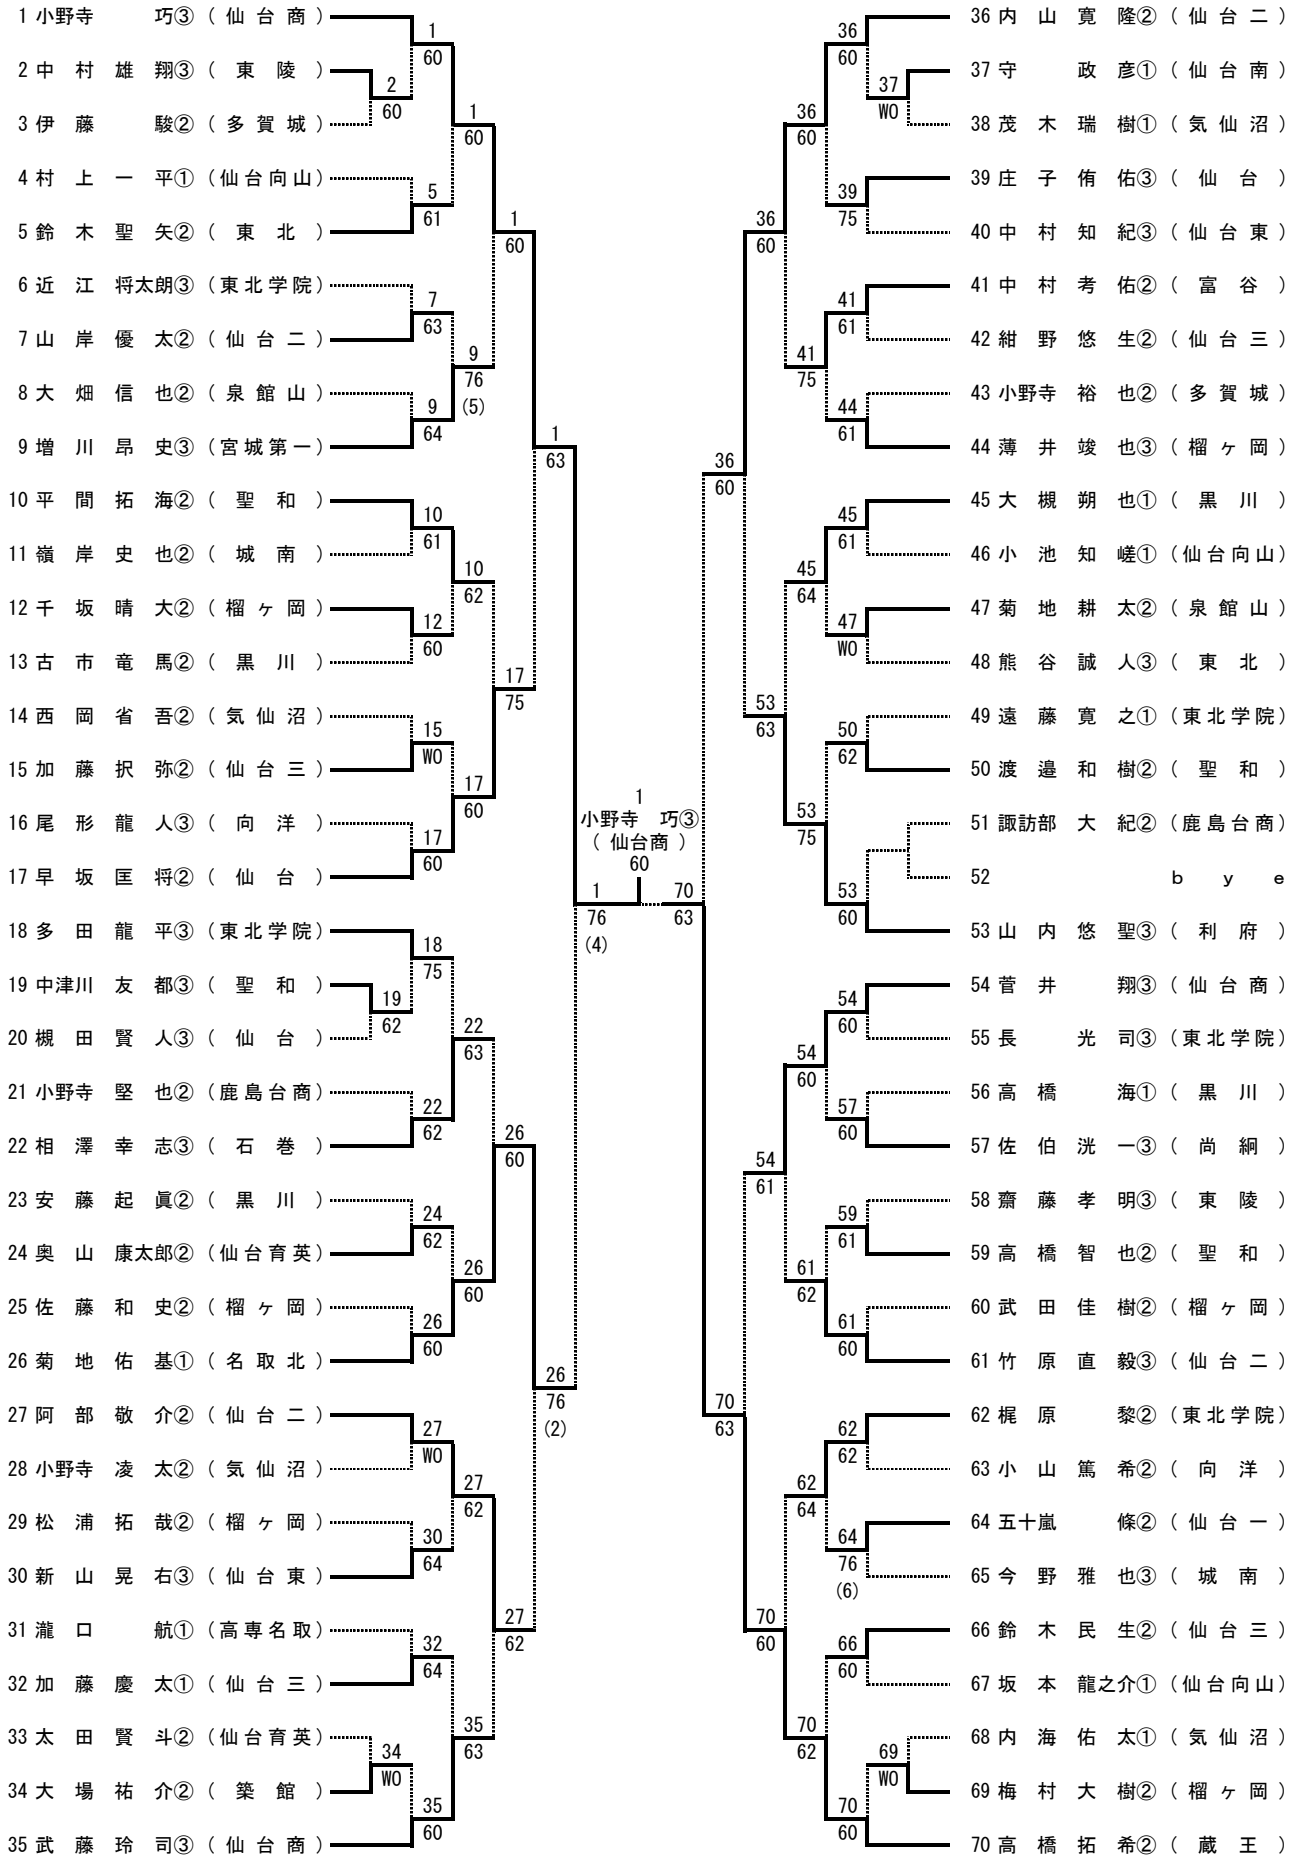 1 小野寺 巧③ ( 仙 台 商 )
2 中 村 雄 翔③ ( 東 陵 )
3 伊 藤 駿② ( 多 賀 城 )
4 村 上 一 平① (仙台向山)
5 鈴 木 聖 矢② ( 東 北 )
6 近 江 将太朗③ (東北学院)
7 山 岸 優 太② ( 仙 台 二 )
8 大 畑 信 也② ( 泉 館 山 )
9 増 川 昂 史③ (宮城第一)
10 平 間 拓 海② ( 聖 和 )
11 嶺 岸 史 也② ( 城 南 )
12 千 坂 晴 大② ( 榴 ヶ 岡 )
13 古 市 竜 馬② ( 黒 川 )
14 西 岡 省 吾② ( 気 仙 沼 )
15 加 藤 択 弥② ( 仙 台 三 )
16 尾 形 龍 人③ ( 向 洋 )
17 早 坂 匡 将② ( 仙 台 )
18 多 田 龍 平③ (東北学院)
19 中津川 友 都③ ( 聖 和 )
20 槻 田 賢 人③ ( 仙 台 )
21 小野寺 堅 也② (鹿島台商)
22 相 澤 幸 志③ ( 石 巻 )
23 安 藤 起 眞② ( 黒 川 )
24 奥 山 康太郎② (仙台育英)
25 佐 藤 和 史② ( 榴 ヶ 岡 )
26 菊 地 佑 基① ( 名 取 北 )
27 阿 部 敬 介② ( 仙 台 二 )
28 小野寺 凌 太② ( 気 仙 沼 )
29 松 浦 拓 哉② ( 榴 ヶ 岡 )
30 新 山 晃 右③ ( 仙 台 東 )
31 瀧 口 航① (高専名取)
32 加 藤 慶 太① ( 仙 台 三 )
33 太 田 賢 斗② (仙台育英)
34 大 場 祐 介② ( 築 館 )
35 武 藤 玲 司③ ( 仙 台 商 )
2
60
34
WO
19
62
1
60
5
61
7
63
9
64
10
61
12
60
15
WO
17
60
18
75
22
62
24
62
26
60
27
WO
30
64
32
64
35
60
1
60
9
76
(5)
10
62
17
60
22
63
26
60
27
62
35
63
1
60
17
75
26
60
27
62
1
63
26
76
(2)
1
76
(4)
1
小野寺 巧③
( 仙台商 )
60
70
63
36
60
70
63
36
60
53
63
54
61
70
60
36
60
41
75
45
64
53
75
54
60
61
62
62
64
70
62
36
60
39
75
41
61
44
61
45
61
47
WO
50
62
53
60
54
60
57
60
59
61
61
60
62
62
64
76
(6)
66
60
70
60
37
WO
69
WO
36 内 山 寛 隆② ( 仙 台 二 )
37 守 政 彦① ( 仙 台 南 )
38 茂 木 瑞 樹① ( 気 仙 沼 )
39 庄 子 侑 佑③ ( 仙 台 )
40 中 村 知 紀③ ( 仙 台 東 )
41 中 村 考 佑② ( 富 谷 )
42 紺 野 悠 生② ( 仙 台 三 )
43 小野寺 裕 也② ( 多 賀 城 )
44 薄 井 竣 也③ ( 榴 ヶ 岡 )
45 大 槻 朔 也① ( 黒 川 )
46 小 池 知 嵯① (仙台向山)
47 菊 地 耕 太② ( 泉 館 山 )
48 熊 谷 誠 人③ ( 東 北 )
49 遠 藤 寛 之① (東北学院)
50 渡 邉 和 樹② ( 聖 和 )
51 諏訪部 大 紀② (鹿島台商)
52 b y e
53 山 内 悠 聖③ ( 利 府 )
54 菅 井 翔③ ( 仙 台 商 )
55 長 光 司③ (東北学院)
56 高 橋 海① ( 黒 川 )
57 佐 伯 洸 一③ ( 尚 絅 )
58 齋 藤 孝 明③ ( 東 陵 )
59 高 橋 智 也② ( 聖 和 )
60 武 田 佳 樹② ( 榴 ヶ 岡 )
61 竹 原 直 毅③ ( 仙 台 二 )
62 梶 原 黎② (東北学院)
63 小 山 篤 希② ( 向 洋 )
64 五十嵐 條② ( 仙 台 一 )
65 今 野 雅 也③ ( 城 南 )
66 鈴 木 民 生② ( 仙 台 三 )
67 坂 本 龍之介① (仙台向山)
68 内 海 佑 太① ( 気 仙 沼 )
69 梅 村 大 樹② ( 榴 ヶ 岡 )
70 高 橋 拓 希② ( 蔵 王 )